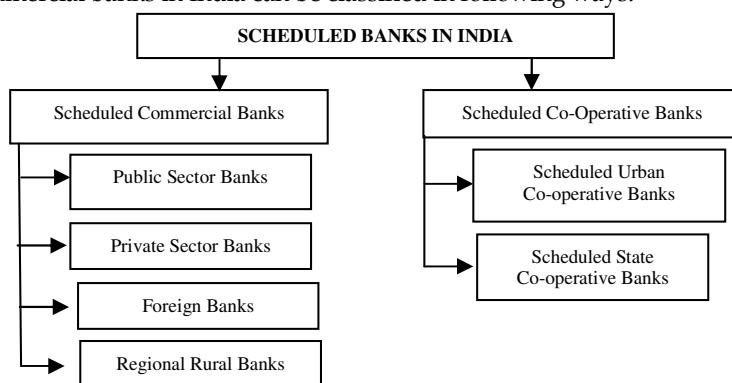 banks in India can be classified in following ways:
SCHEDULED BANKS IN INDIA
Scheduled Commercial Banks
Public Sector Banks
Private Sector Banks
Foreign Banks
Regional Rural Banks
Scheduled Co-Operative Banks
Scheduled Urban
Co-operative Banks
Scheduled State
Co-operative Banks